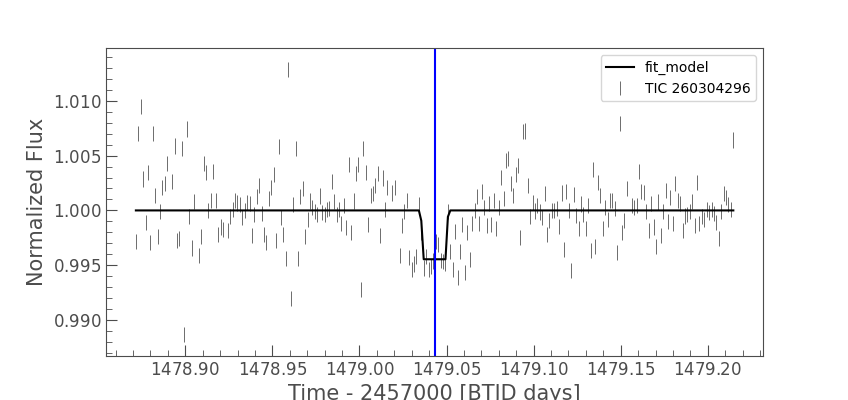 fit_model
TIC 260304296
1.010
1.005
1.000
0.995
0.990
Normalized Flux
1478.90 1478.95 1479.00 1479.05 1479.10 1479.15 1479.20
Time - 2457000 [BTJD days]